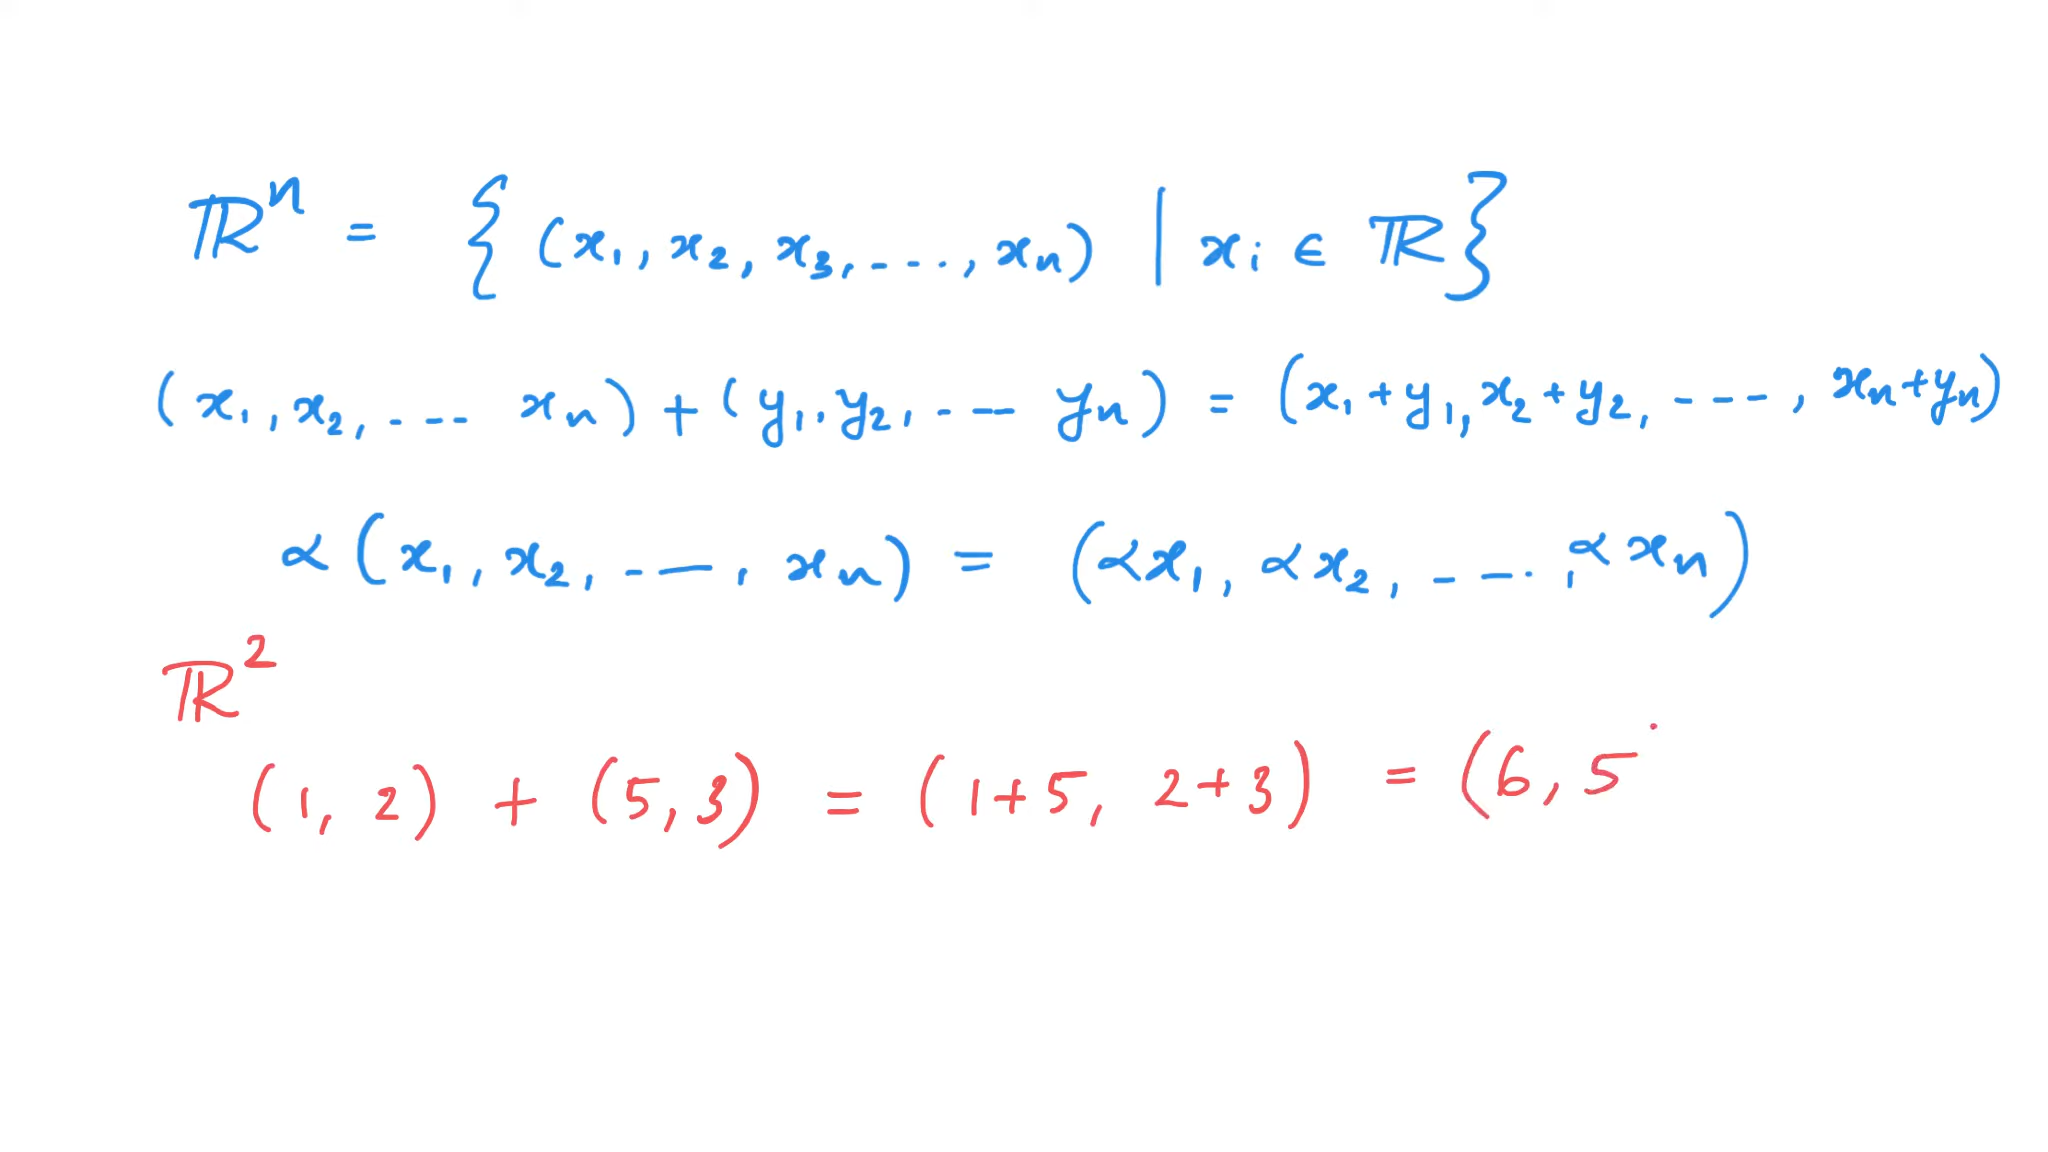 ℝⁿ = { (x₁, x₂, x₃, - - . . , xₙ) | xᵢ ∈ ℝ }
(x₁, x₂, - - - - xₙ) + (y₁, y₂, - - - yₙ) = (x₁+y₁, x₂+y₂, - - - - , xₙ+yₙ)
α (x₁, x₂, - - — , xₙ) = (αx₁, αx₂, - - - . , αxₙ)
ℝ²
(1, 2) + (5, 3) = (1+5, 2+3) = (6, 5